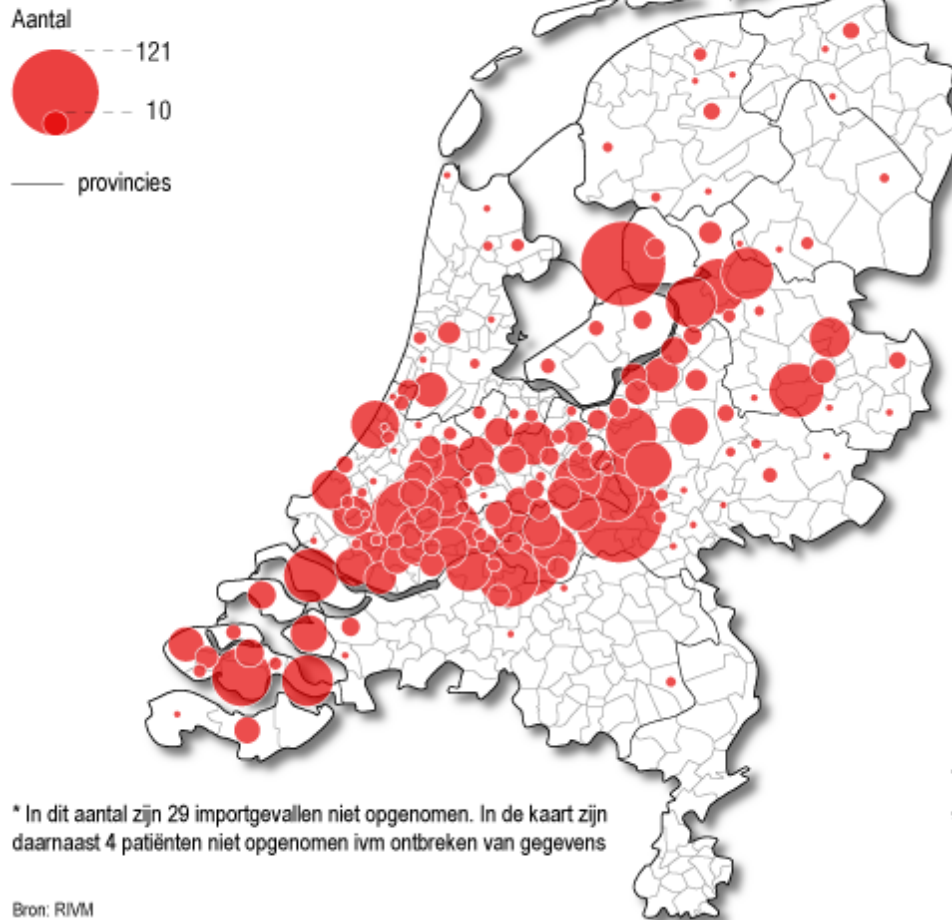 Aantal
121
10
provincies
* In dit aantal zijn 29 importgevallen niet opgenomen. In de kaart zijn
daarnaast 4 patiënten niet opgenomen ivm ontbreken van gegevens
Bron: RIVM